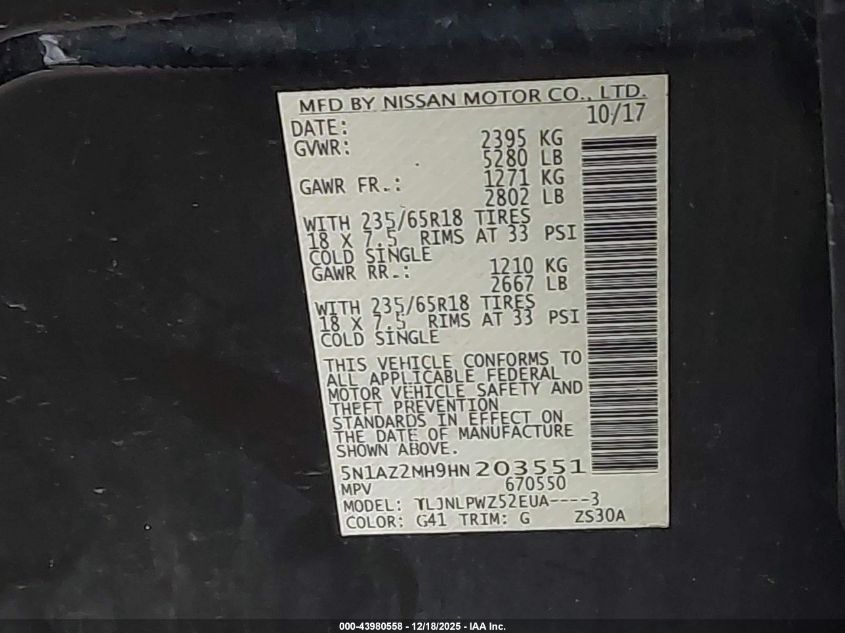 MFD BY NISSAN MOTOR CO., LTD.
DATE: 10/17
GVWR: 2395 KG
5280 LB
GAWR FR.: 1271 KG
2802 LB
WITH 235/65R18 TIRES
18 X 7.5 RIMS AT 33 PSI
COLD SINGLE
GAWR RR.: 1210 KG
2667 LB
WITH 235/65R18 TIRES
18 X 7.5 RIMS AT 33 PSI
COLD SINGLE
THIS VEHICLE CONFORMS TO
ALL APPLICABLE FEDERAL
MOTOR VEHICLE SAFETY AND
THEFT PREVENTION
STANDARDS IN EFFECT ON
THE DATE OF MANUFACTURE
SHOWN ABOVE.
5N1AZ2MH9HN203551
MPV 670550
MODEL: TLJNLPWZ52EUA----3
COLOR: G41 TRIM: G ZS30A
000-43980558 - 12/18/2025 - IAA Inc.